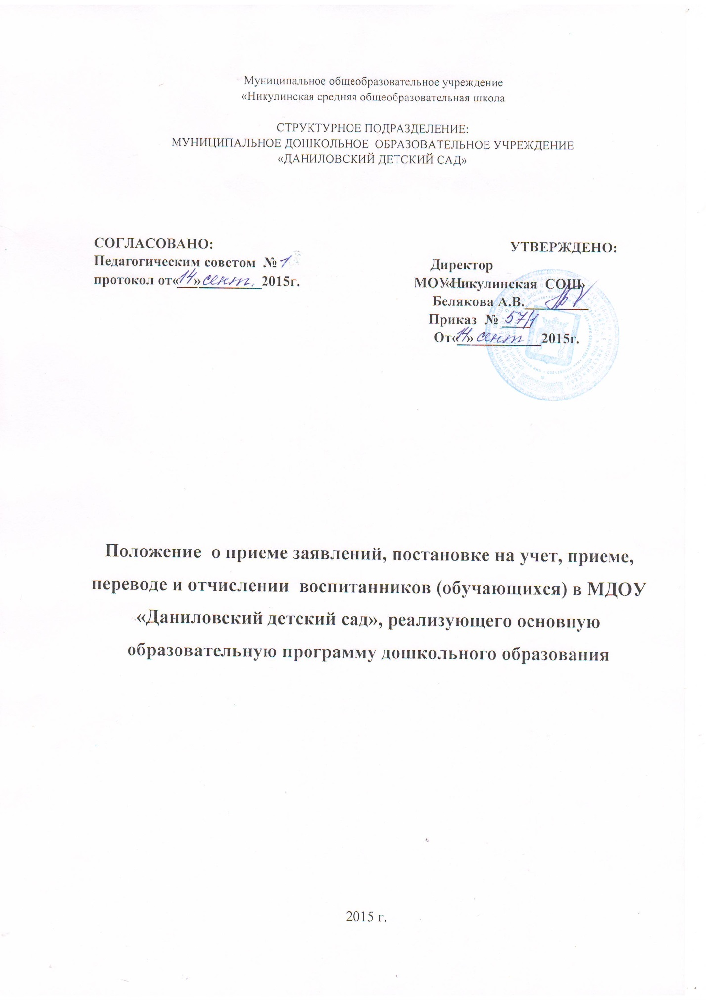 Муниципальное общеобразовательное учреждение
«Никулинская средняя общеобразовательная школа
СТРУКТУРНОЕ ПОДРАЗДЕЛЕНИЕ:
МУНИЦИПАЛЬНОЕ ДОШКОЛЬНОЕ ОБРАЗОВАТЕЛЬНОЕ УЧРЕЖДЕНИЕ
«ДАНИЛОВСКИЙ ДЕТСКИЙ САД»
СОГЛАСОВАНО:
Педагогическим советом № 1
протокол от«14» сент. 2015г.
УТВЕРЖДЕНО:
Директор
МОУ«Никулинская СОШ»
Белякова А.В.
Приказ № 57/1
От«14» сент. 2015г.
Положение о приеме заявлений, постановке на учет, приеме,
переводе и отчислении воспитанников (обучающихся) в МДОУ
«Даниловский детский сад», реализующего основную
образовательную программу дошкольного образования
2015 г.